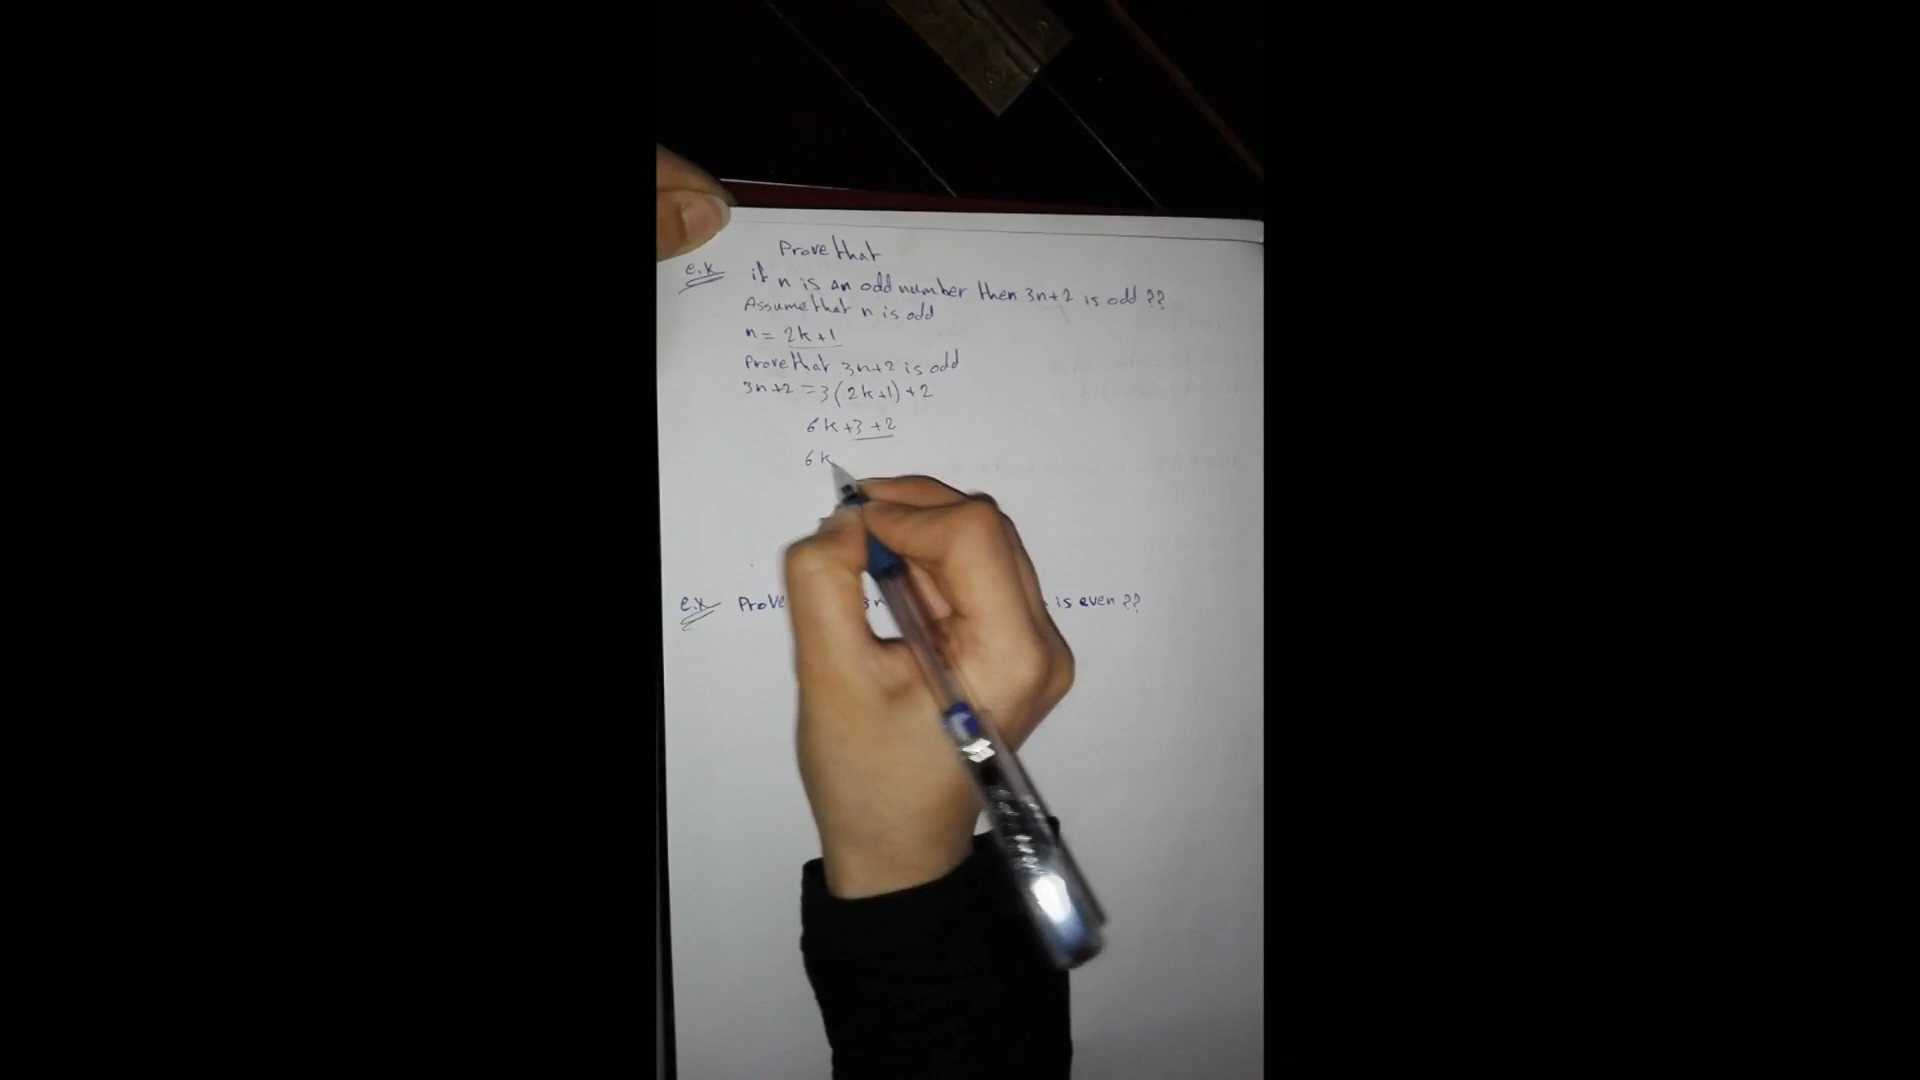 Prove that
e.x if n is an odd number then 3n+2 is odd ??
Assume that n is odd
n = 2k+1
Prove that 3n+2 is odd
3n+2 = 3(2k+1)+2
6k+3+2
6k
e.x Prove 3n is even ??